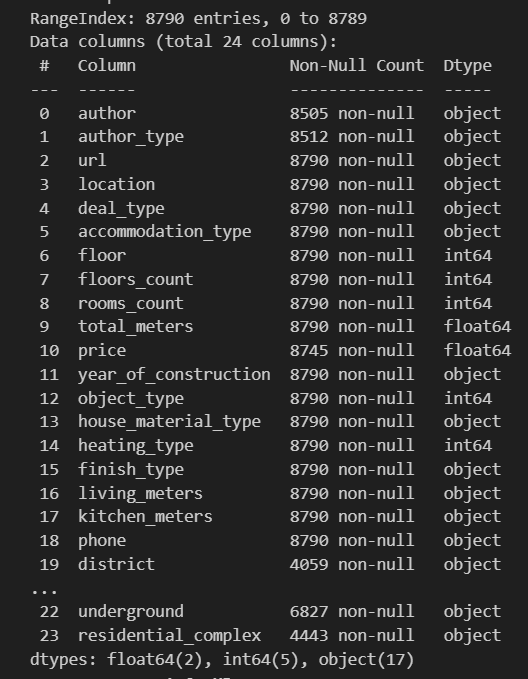 RangeIndex: 8790 entries, 0 to 8789
Data columns (total 24 columns):
 #   Column                Non-Null Count  Dtype
---  ------                --------------  -----
 0   author                8505 non-null   object
 1   author_type           8512 non-null   object
 2   url                   8790 non-null   object
 3   location              8790 non-null   object
 4   deal_type             8790 non-null   object
 5   accommodation_type    8790 non-null   object
 6   floor                 8790 non-null   int64
 7   floors_count          8790 non-null   int64
 8   rooms_count           8790 non-null   int64
 9   total_meters          8790 non-null   float64
 10  price                 8745 non-null   float64
 11  year_of_construction  8790 non-null   object
 12  object_type           8790 non-null   int64
 13  house_material_type   8790 non-null   object
 14  heating_type          8790 non-null   int64
 15  finish_type           8790 non-null   object
 16  living_meters         8790 non-null   object
 17  kitchen_meters        8790 non-null   object
 18  phone                 8790 non-null   object
 19  district              4059 non-null   object
...
 22  underground           6827 non-null   object
 23  residential_complex   4443 non-null   object
dtypes: float64(2), int64(5), object(17)